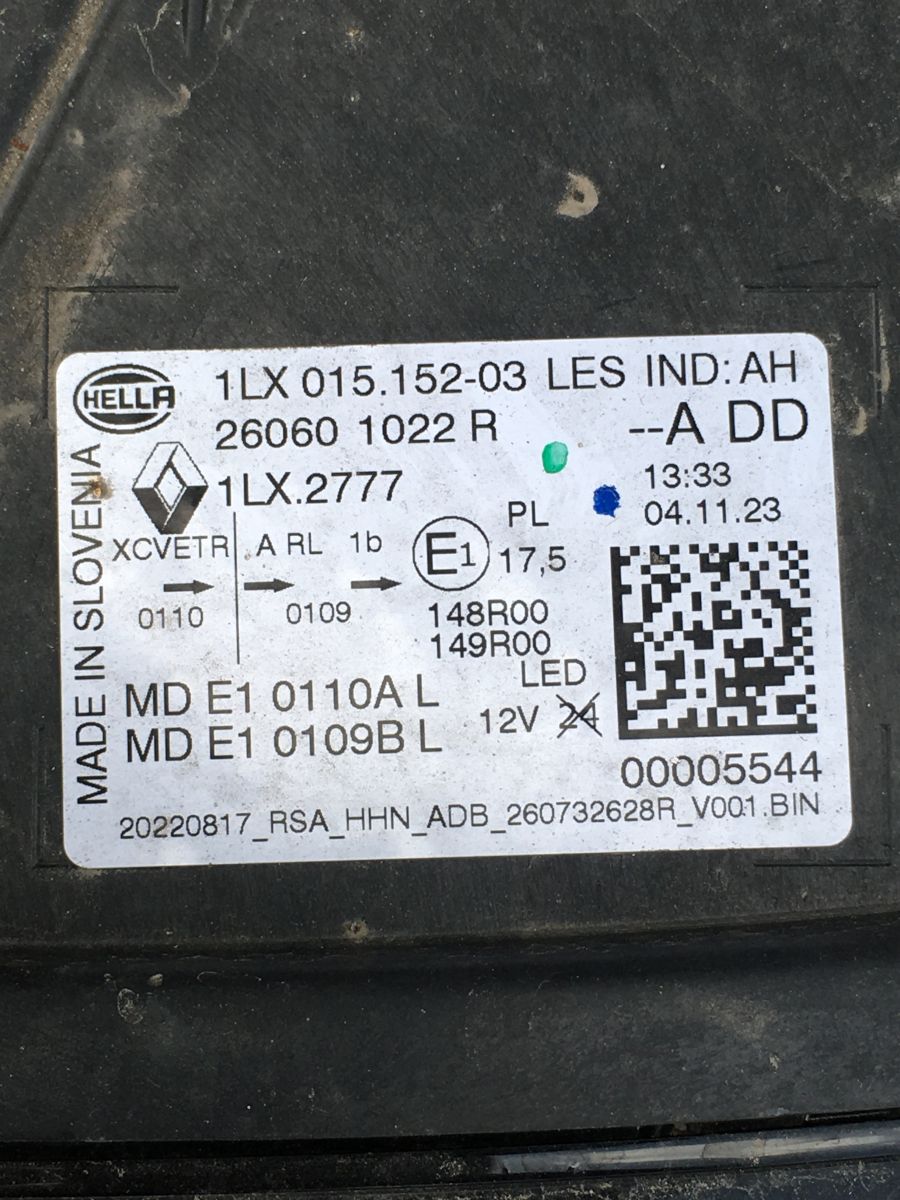 HELLA
1LX 015.152-03 LES IND: AH
26060 1022 R
--A DD
1LX.2777
13:33
04.11.23
MADE IN SLOVENIA
XCVETR A RL 1b
E1
PL
17,5
0110
0109
148R00
149R00
LED
12V 24
MD E1 0110A L
MD E1 0109B L
00005544
20220817_RSA_HHN_ADB_260732628R_V001.BIN